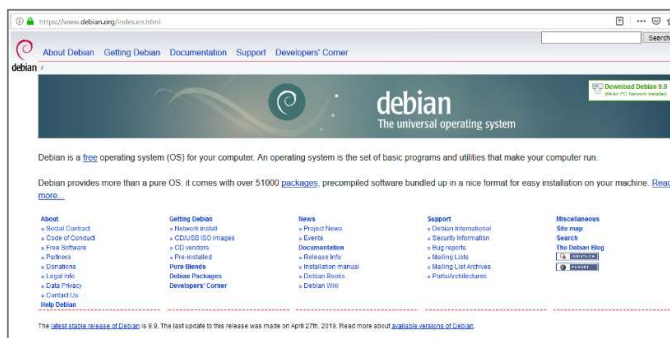 https://www.debian.org/index.en.html
Search
About Debian Getting Debian Documentation Support Developers' Corner
debian /
debian
The universal operating system
Download Debian 9.9
(64-bit PC Network installer)
Debian is a free operating system (OS) for your computer. An operating system is the set of basic programs and utilities that make your computer run.
Debian provides more than a pure OS: it comes with over 51000 packages, precompiled software bundled up in a nice format for easy installation on your machine. Read
more...
About
» Social Contract
» Code of Conduct
» Free Software
» Partners
» Donations
» Legal Info
» Data Privacy
» Contact Us
Help Debian
Getting Debian
» Network install
» CD/USB ISO images
» CD vendors
» Pre-installed
Pure Blends
Debian Packages
Developers' Corner
News
» Project News
» Events
Documentation
» Release Info
» Installation manual
» Debian Books
» Debian Wiki
Support
» Debian International
» Security Information
» Bug reports
» Mailing Lists
» Mailing List Archives
» Ports/Architectures
Miscellaneous
Site map
Search
The Debian Blog
The latest stable release of Debian is 9.9. The last update to this release was made on April 27th, 2019. Read more about available versions of Debian.